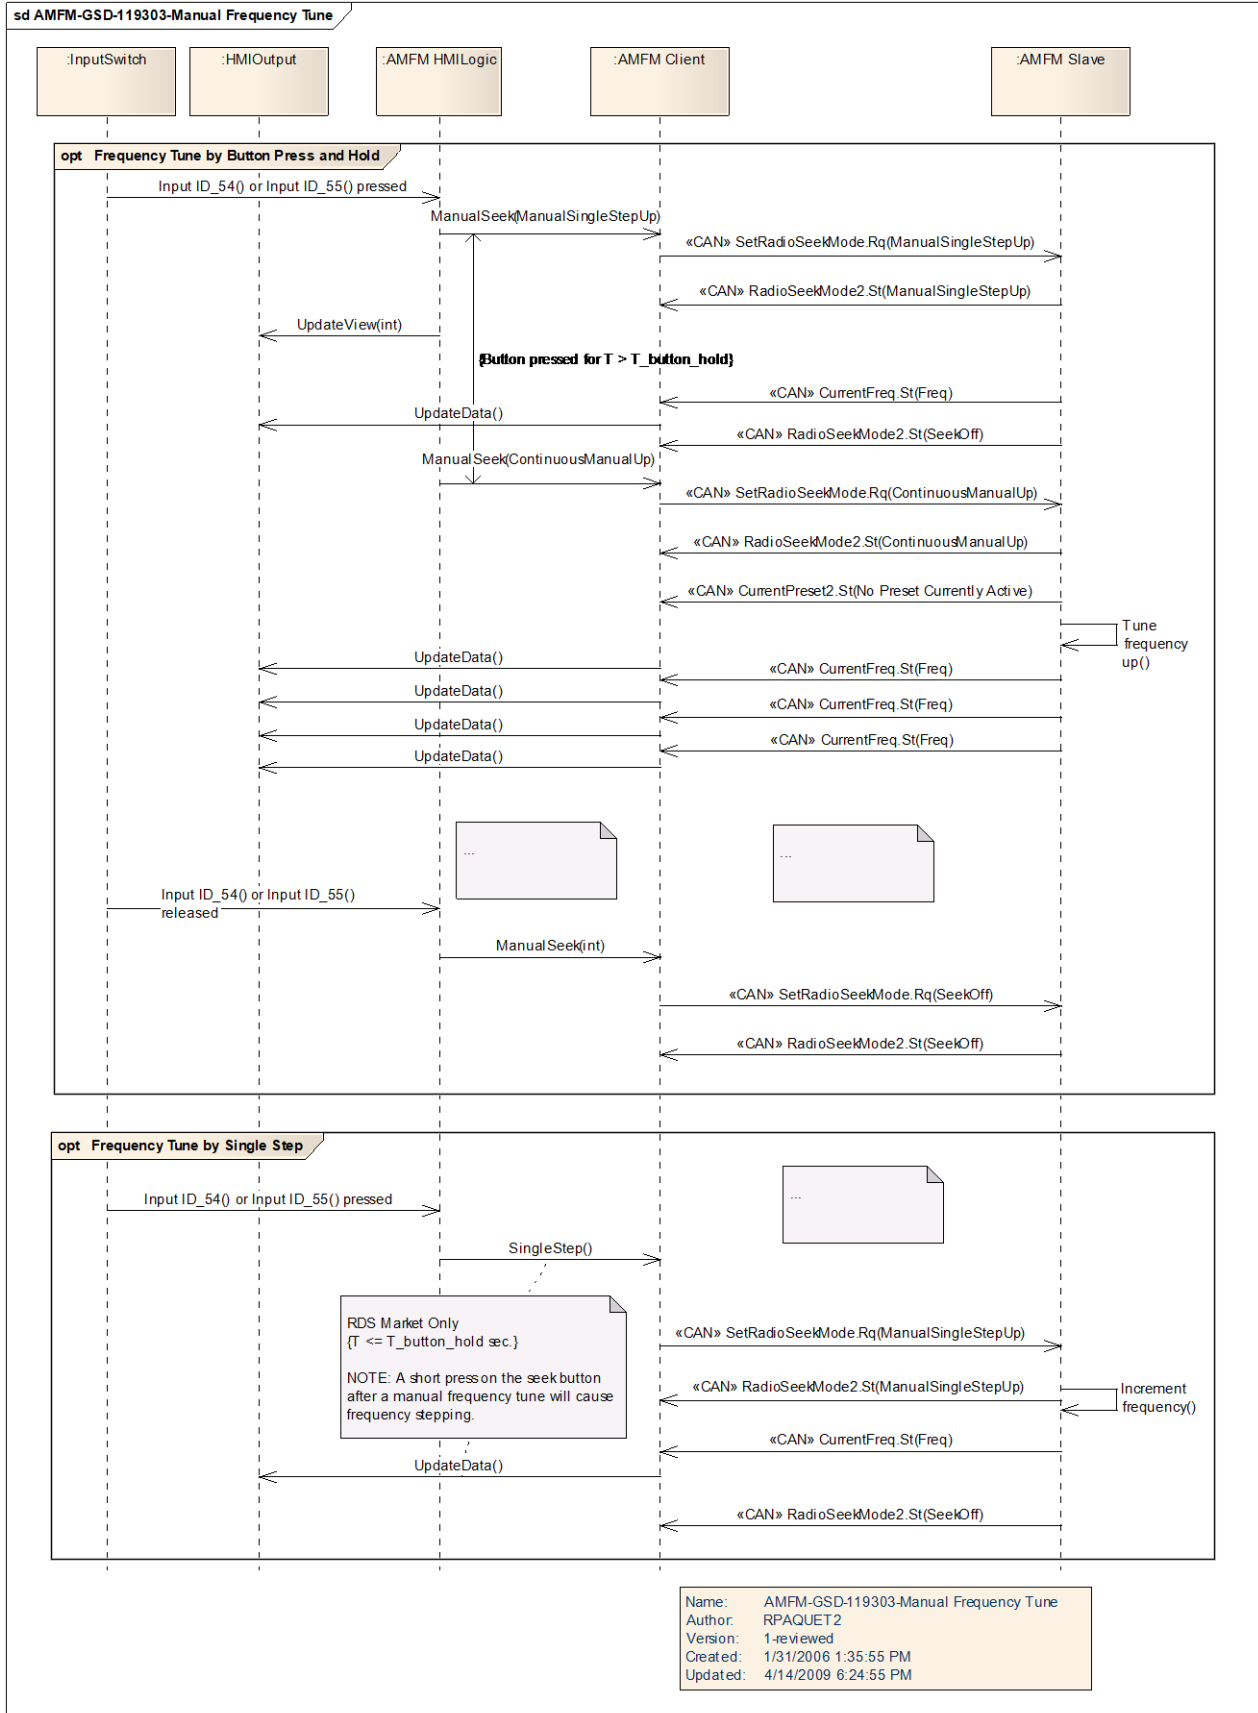 sd AMFM-GSD-119303-Manual Frequency Tune
:InputSwitch
:HMIOutput
:AMFM HMILogic
:AMFM Client
:AMFM Slave
opt Frequency Tune by Button Press and Hold
Input ID_54() or Input ID_55() pressed
ManualSeek(ManualSingleStepUp)
«CAN» SetRadioSeekMode.Rq(ManualSingleStepUp)
«CAN» RadioSeekMode2.St(ManualSingleStepUp)
UpdateView(int)
{Button pressed for T > T_button_hold}
«CAN» CurrentFreq.St(Freq)
UpdateData()
«CAN» RadioSeekMode2.St(SeekOff)
ManualSeek(ContinuousManualUp)
«CAN» SetRadioSeekMode.Rq(ContinuousManualUp)
«CAN» RadioSeekMode2.St(ContinuousManualUp)
«CAN» CurrentPreset2.St(No Preset Currently Active)
Tune
frequency
up()
UpdateData()
«CAN» CurrentFreq.St(Freq)
UpdateData()
«CAN» CurrentFreq.St(Freq)
UpdateData()
«CAN» CurrentFreq.St(Freq)
UpdateData()
...
...
Input ID_54() or Input ID_55()
released
ManualSeek(int)
«CAN» SetRadioSeekMode.Rq(SeekOff)
«CAN» RadioSeekMode2.St(SeekOff)
opt Frequency Tune by Single Step
Input ID_54() or Input ID_55() pressed
...
SingleStep()
RDS Market Only
{T <= T_button_hold sec.}
NOTE: A short press on the seek button
after a manual frequency tune will cause
frequency stepping.
«CAN» SetRadioSeekMode.Rq(ManualSingleStepUp)
«CAN» RadioSeekMode2.St(ManualSingleStepUp)
Increment
frequency()
«CAN» CurrentFreq.St(Freq)
UpdateData()
«CAN» RadioSeekMode2.St(SeekOff)
Name: AMFM-GSD-119303-Manual Frequency Tune
Author: RPAQUET2
Version: 1-reviewed
Created: 1/31/2006 1:35:55 PM
Updated: 4/14/2009 6:24:55 PM